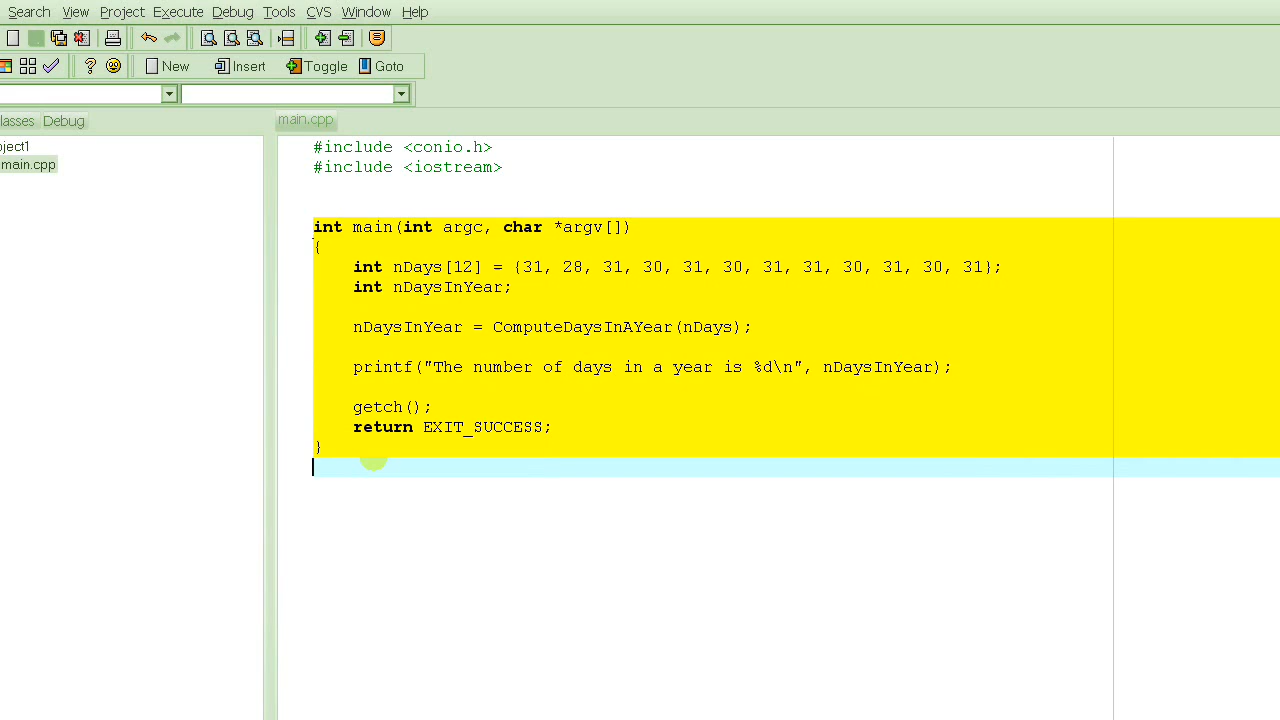 Search View Project Execute Debug Tools CVS Window Help
New Insert Toggle Goto
lasses Debug
main.cpp
oject1
main.cpp
#include <conio.h>
#include <iostream>
int main(int argc, char *argv[])
{
int nDays[12] = {31, 28, 31, 30, 31, 30, 31, 31, 30, 31, 30, 31};
int nDaysInYear;
nDaysInYear = ComputeDaysInAYear(nDays);
printf("The number of days in a year is %d\n", nDaysInYear);
getch();
return EXIT_SUCCESS;
}